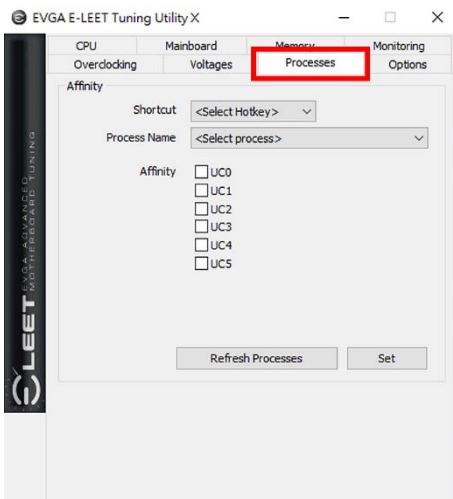 EVGA E-LEET Tuning Utility X
CPU Mainboard Memory Monitoring
Overclocking Voltages Processes Options
Affinity
Shortcut <Select Hotkey>
Process Name <Select process>
Affinity UC0
UC1
UC2
UC3
UC4
UC5
Refresh Processes Set
ELEET EVGA ADVANCED
MOTHERBOARD TUNING